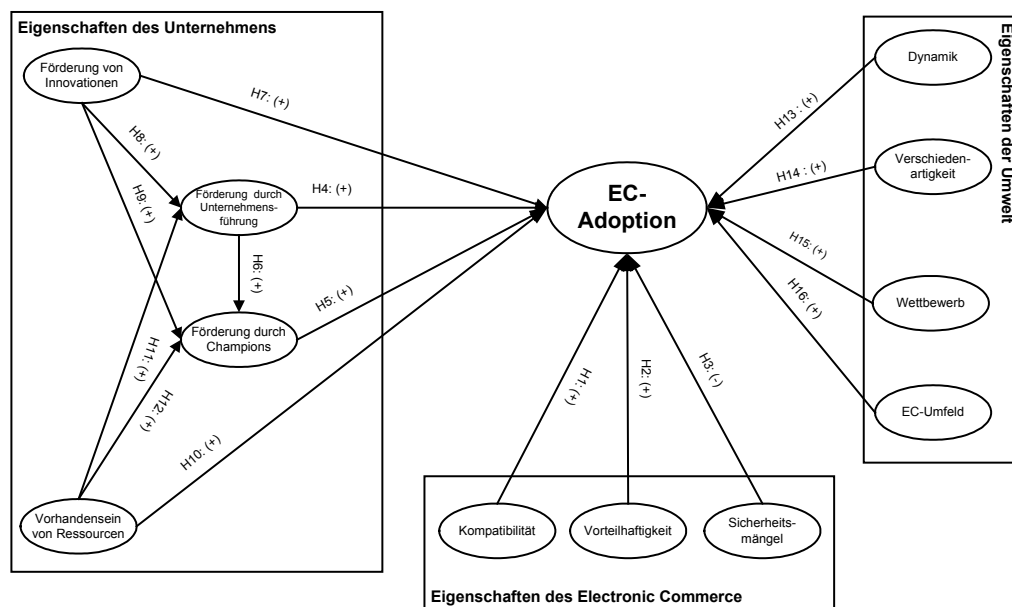 Eigenschaften des Unternehmens
Förderung von
Innovationen
H7: (+)
H8: (+)
H9: (+)
Förderung durch
Unternehmens-
führung
H4: (+)
H6: (+)
H5: (+)
Förderung durch
Champions
H11: (+)
H12: (+)
H10: (+)
Vorhandensein
von Ressourcen
EC-
Adoption
Eigenschaften der Umwelt
Dynamik
H13 : (+)
Verschieden-
artigkeit
H14 : (+)
H15: (+)
Wettbewerb
H16: (+)
EC-Umfeld
H1: (+)
H2: (+)
H3: (-)
Kompatibilität
Vorteilhaftigkeit
Sicherheits-
mängel
Eigenschaften des Electronic Commerce